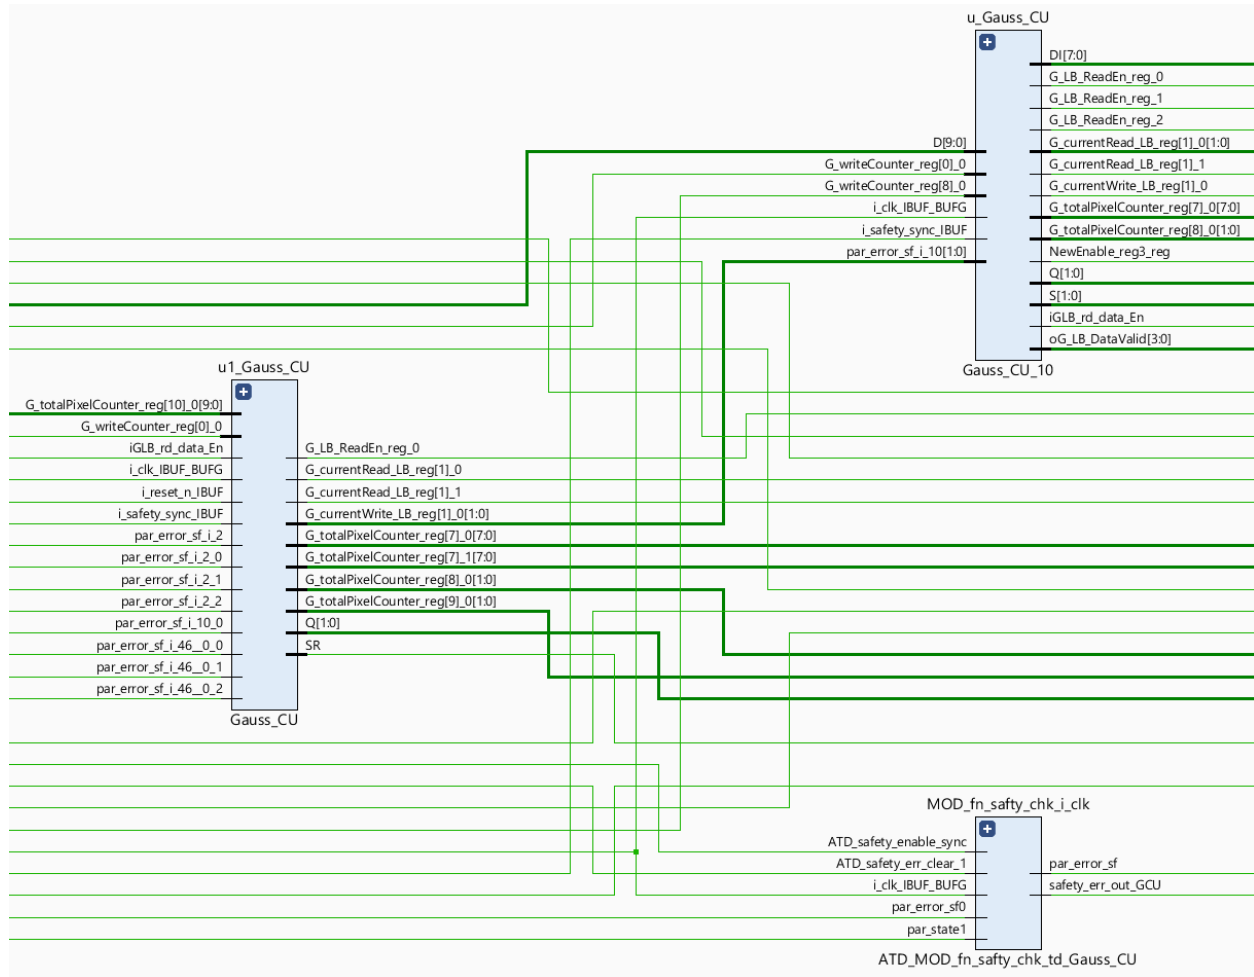 u_Gauss_CU
DI[7:0]
G_LB_ReadEn_reg_0
G_LB_ReadEn_reg_1
G_LB_ReadEn_reg_2
D[9:0]
G_currentRead_LB_reg[1]_0[1:0]
G_writeCounter_reg[0]_0
G_currentRead_LB_reg[1]_1
G_writeCounter_reg[8]_0
G_currentWrite_LB_reg[1]_0
i_clk_IBUF_BUFG
G_totalPixelCounter_reg[7]_0[7:0]
i_safety_sync_IBUF
G_totalPixelCounter_reg[8]_0[1:0]
par_error_sf_i_10[1:0]
NewEnable_reg3_reg
Q[1:0]
S[1:0]
iGLB_rd_data_En
oG_LB_DataValid[3:0]
Gauss_CU_10
u1_Gauss_CU
G_totalPixelCounter_reg[10]_0[9:0]
G_writeCounter_reg[0]_0
iGLB_rd_data_En
G_LB_ReadEn_reg_0
i_clk_IBUF_BUFG
G_currentRead_LB_reg[1]_0
i_reset_n_IBUF
G_currentRead_LB_reg[1]_1
i_safety_sync_IBUF
G_currentWrite_LB_reg[1]_0[1:0]
par_error_sf_i_2
G_totalPixelCounter_reg[7]_0[7:0]
par_error_sf_i_2_0
G_totalPixelCounter_reg[7]_1[7:0]
par_error_sf_i_2_1
G_totalPixelCounter_reg[8]_0[1:0]
par_error_sf_i_2_2
G_totalPixelCounter_reg[9]_0[1:0]
par_error_sf_i_10_0
Q[1:0]
par_error_sf_i_46__0_0
SR
par_error_sf_i_46__0_1
par_error_sf_i_46__0_2
Gauss_CU
MOD_fn_safty_chk_i_clk
ATD_safety_enable_sync
ATD_safety_err_clear_1
par_error_sf
i_clk_IBUF_BUFG
safety_err_out_GCU
par_error_sf0
par_state1
ATD_MOD_fn_safty_chk_td_Gauss_CU